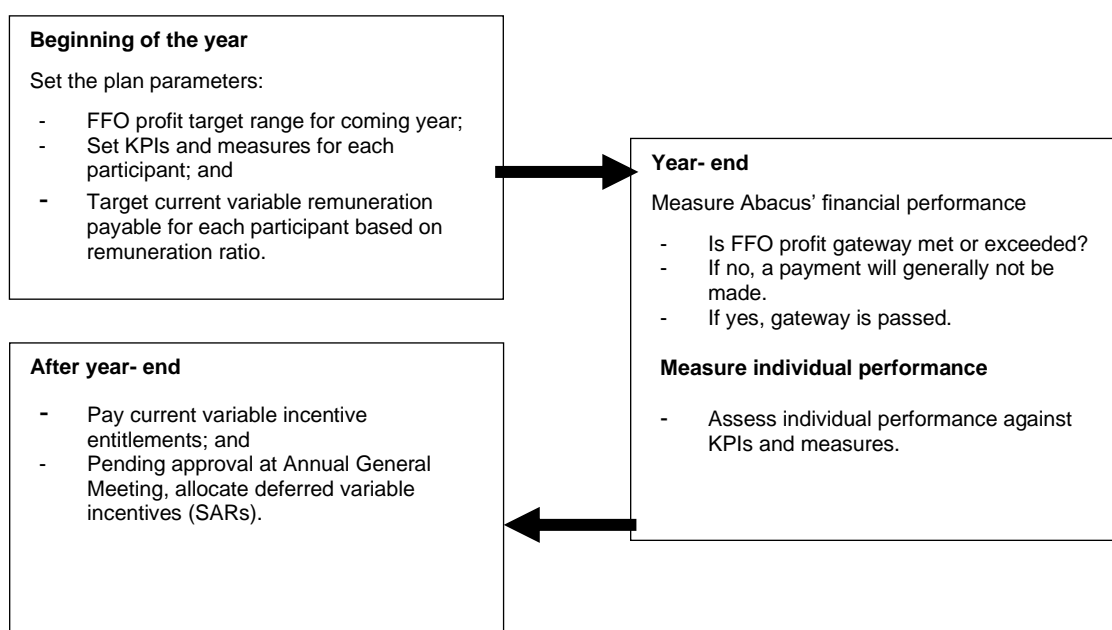 Beginning of the year
Set the plan parameters:
- FFO profit target range for coming year;
- Set KPIs and measures for each
participant; and
- Target current variable remuneration
payable for each participant based on
remuneration ratio.
Year- end
Measure Abacus' financial performance
- Is FFO profit gateway met or exceeded?
- If no, a payment will generally not be
made.
- If yes, gateway is passed.
Measure individual performance
- Assess individual performance against
KPIs and measures.
After year- end
- Pay current variable incentive
entitlements; and
- Pending approval at Annual General
Meeting, allocate deferred variable
incentives (SARs).